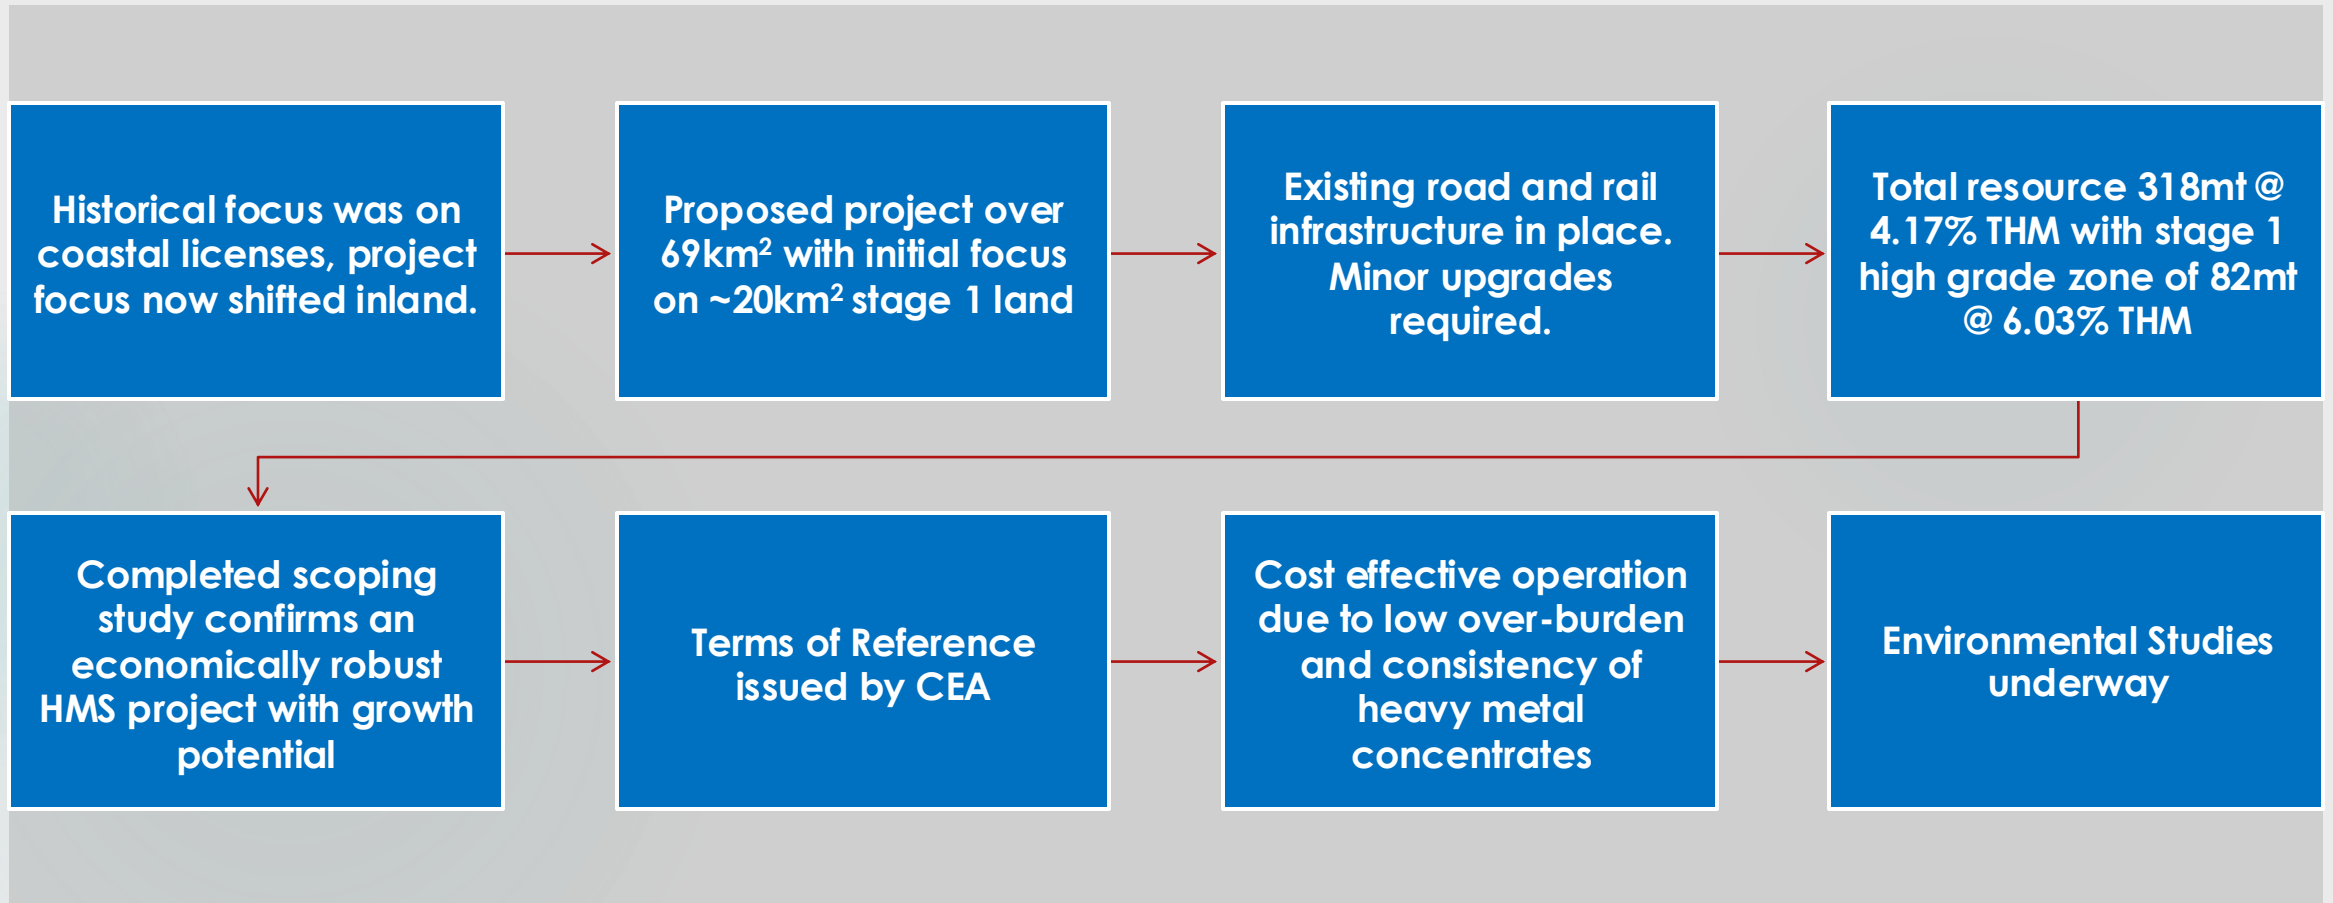 Historical focus was on
coastal licenses, project
focus now shifted inland.
Proposed project over
69km² with initial focus
on ~20km² stage 1 land
Existing road and rail
infrastructure in place.
Minor upgrades
required.
Total resource 318mt @
4.17% THM with stage 1
high grade zone of 82mt
@ 6.03% THM
Completed scoping
study confirms an
economically robust
HMS project with growth
potential
Terms of Reference
issued by CEA
Cost effective operation
due to low over-burden
and consistency of
heavy metal
concentrates
Environmental Studies
underway